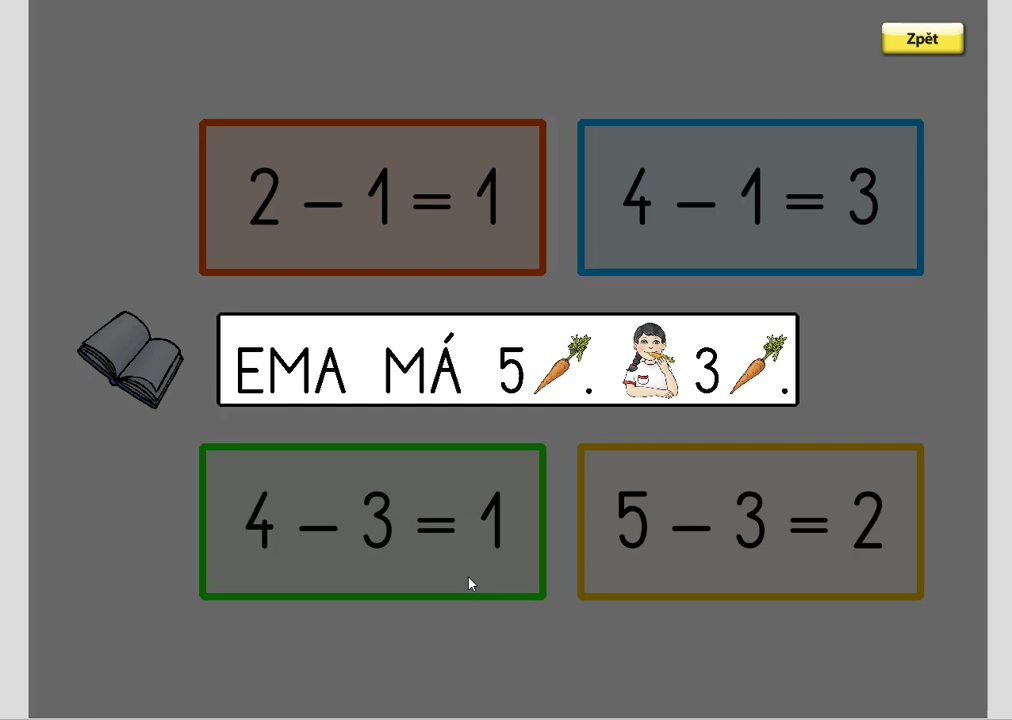 Zpět
2 – 1 = 1
4 – 1 = 3
EMA MÁ 5 . 3 .
4 – 3 = 1
5 – 3 = 2